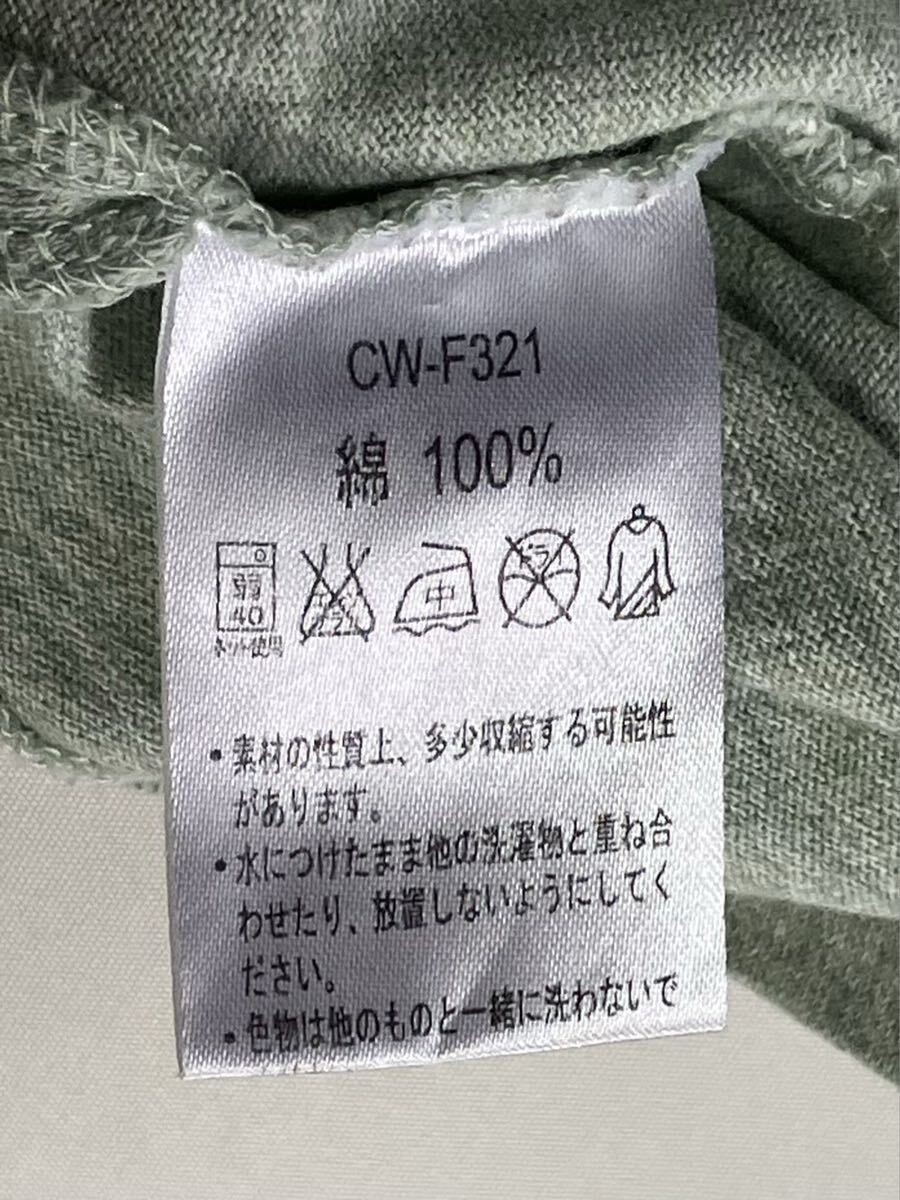 CW-F321
綿 100%
弱
40
ネット使用
中
ドライ
・素材の性質上、多少収縮する可能性
があります。
・水につけたまま他の洗濯物と重ね合
わせたり、放置しないようにしてく
ださい。
・色物は他のものと一緒に洗わないで